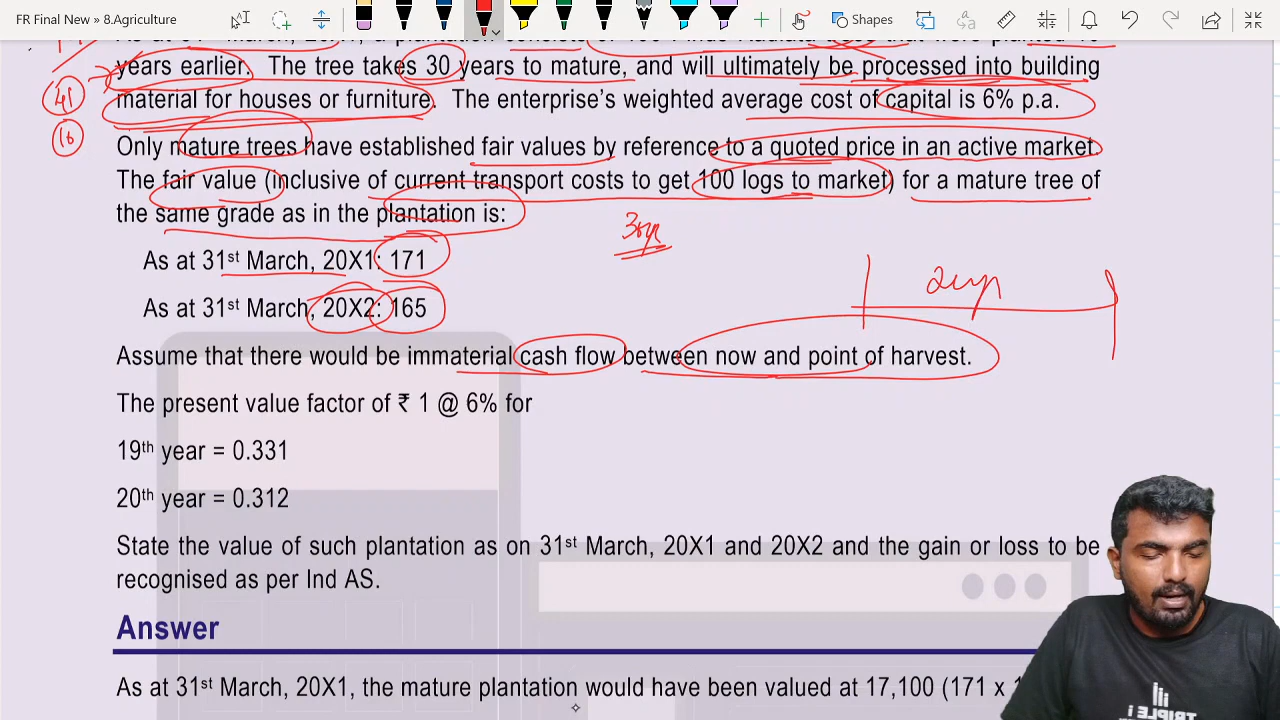 FR Final New » 8.Agriculture
Shapes
years earlier. The tree takes 30 years to mature, and will ultimately be processed into building
41
material for houses or furniture. The enterprise's weighted average cost of capital is 6% p.a.
16
Only mature trees have established fair values by reference to a quoted price in an active market.
The fair value (inclusive of current transport costs to get 100 logs to market) for a mature tree of
the same grade as in the plantation is:
As at 31st March, 20X1: 171
As at 31st March, 20X2: 165
Assume that there would be immaterial cash flow between now and point of harvest.
The present value factor of ₹ 1 @ 6% for
19th year = 0.331
20th year = 0.312
State the value of such plantation as on 31st March, 20X1 and 20X2 and the gain or loss to be
recognised as per Ind AS.
Answer
As at 31st March, 20X1, the mature plantation would have been valued at 17,100 (171 x
TRIPLE i